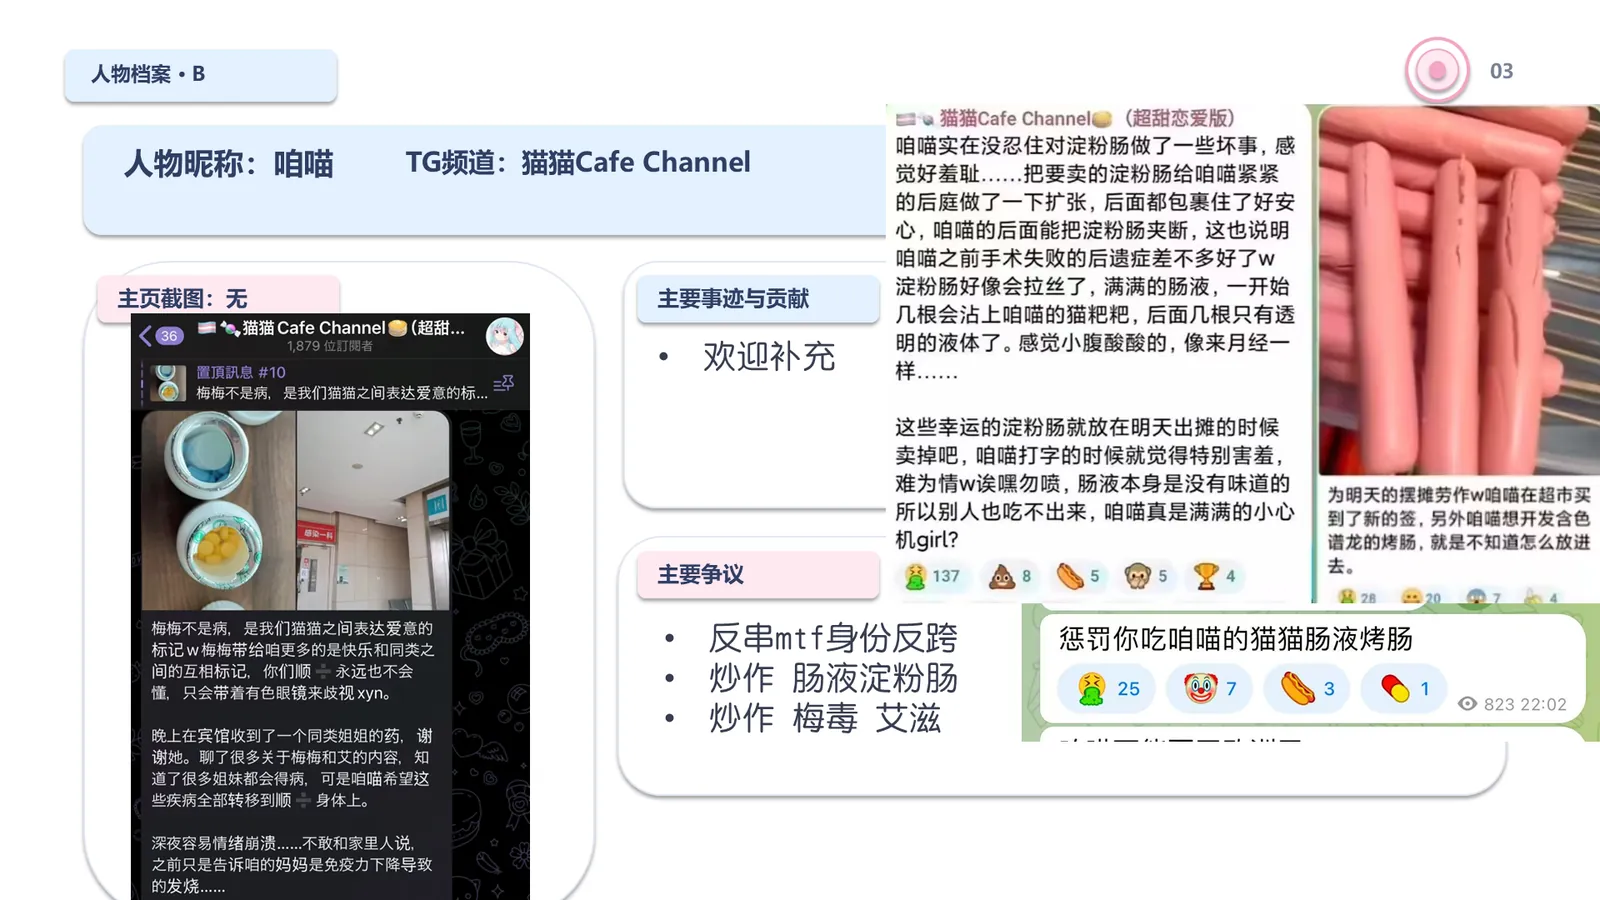 人物档案·B
03
人物昵称：咱喵
TG频道：猫猫Cafe Channel
主页截图：无
36
猫猫Cafe Channel（超甜...
1,879 位訂閱者
置頂訊息 #10
梅梅不是病，是我们猫猫之间表达爱意的标...
感染一科
梅梅不是病，是我们猫猫之间表达爱意的
标记w梅梅带给咱更多的是快乐和同类之
间的互相标记，你们顺➗永远也不会
懂，只会带着有色眼镜来歧视xyn。
晚上在宾馆收到了一个同类姐姐的药，谢
谢她。聊了很多关于梅梅和艾的内容，知
道了很多姐妹都会得病，可是咱喵希望这
些疾病全部转移到顺➗身体上。
深夜容易情绪崩溃......不敢和家里人说，
之前只是告诉咱的妈妈是免疫力下降导致
的发烧......
主要事迹与贡献
• 欢迎补充
主要争议
• 反串mtf身份反跨
• 炒作 肠液淀粉肠
• 炒作 梅毒 艾滋
猫猫Cafe Channel（超甜恋爱版）
咱喵实在没忍住对淀粉肠做了一些坏事，感
觉好羞耻......把要卖的淀粉肠给咱喵紧紧
的后庭做了一下扩张，后面都包裹住了好安
心，咱喵的后面能把淀粉肠夹断，这也说明
咱喵之前手术失败的后遗症差不多好了w
淀粉肠好像会拉丝了，满满的肠液，一开始
几根会沾上咱喵的猫粑粑，后面几根只有透
明的液体了。感觉小腹酸酸的，像来月经一
样......
这些幸运的淀粉肠就放在明天出摊的时候
卖掉吧，咱喵打字的时候就觉得特别害羞，
难为情w诶嘿勿喷，肠液本身是没有味道的
所以别人也吃不出来，咱喵真是满满的小心
机girl?
137 8 5 5 4
为明天的摆摊劳作w咱喵在超市买
到了新的签，另外咱喵想开发含色
谱龙的烤肠，就是不知道怎么放进
去。
28 20 7 4
惩罚你吃咱喵的猫猫肠液烤肠
25 7 3 1
823 22:02